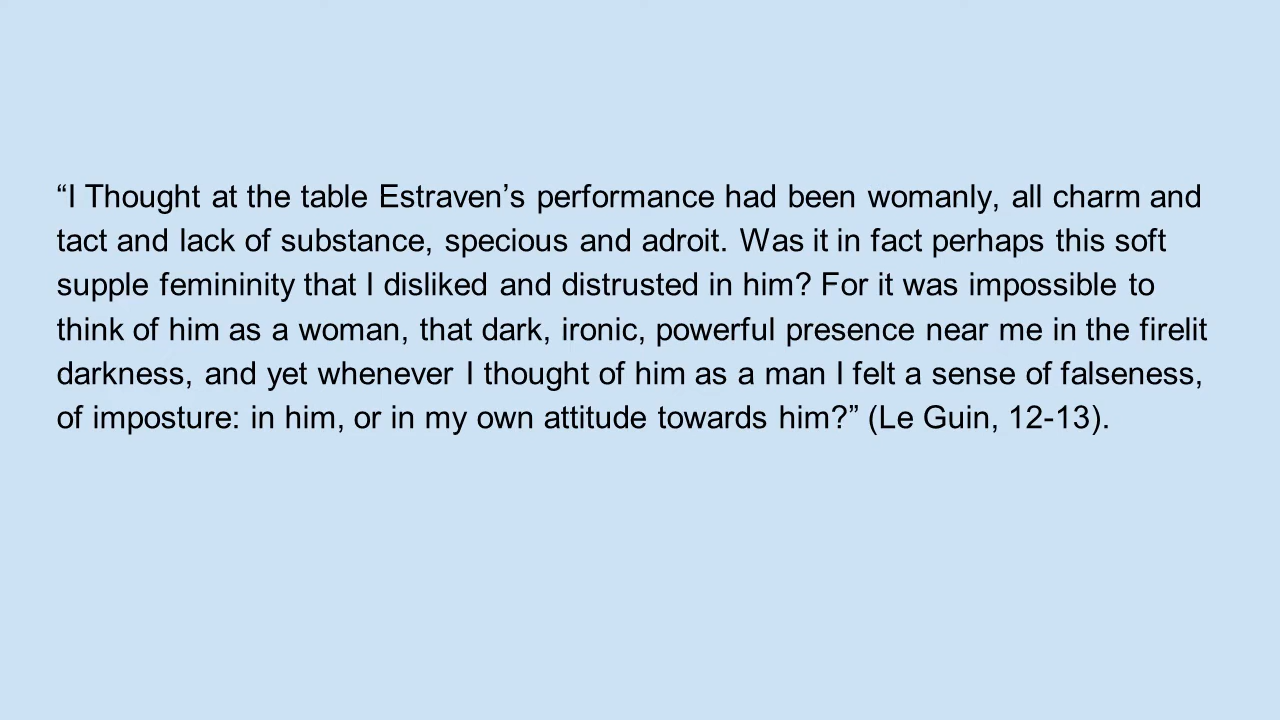 “I Thought at the table Estraven’s performance had been womanly, all charm and
tact and lack of substance, specious and adroit. Was it in fact perhaps this soft
supple femininity that I disliked and distrusted in him? For it was impossible to
think of him as a woman, that dark, ironic, powerful presence near me in the firelit
darkness, and yet whenever I thought of him as a man I felt a sense of falseness,
of imposture: in him, or in my own attitude towards him?” (Le Guin, 12-13).